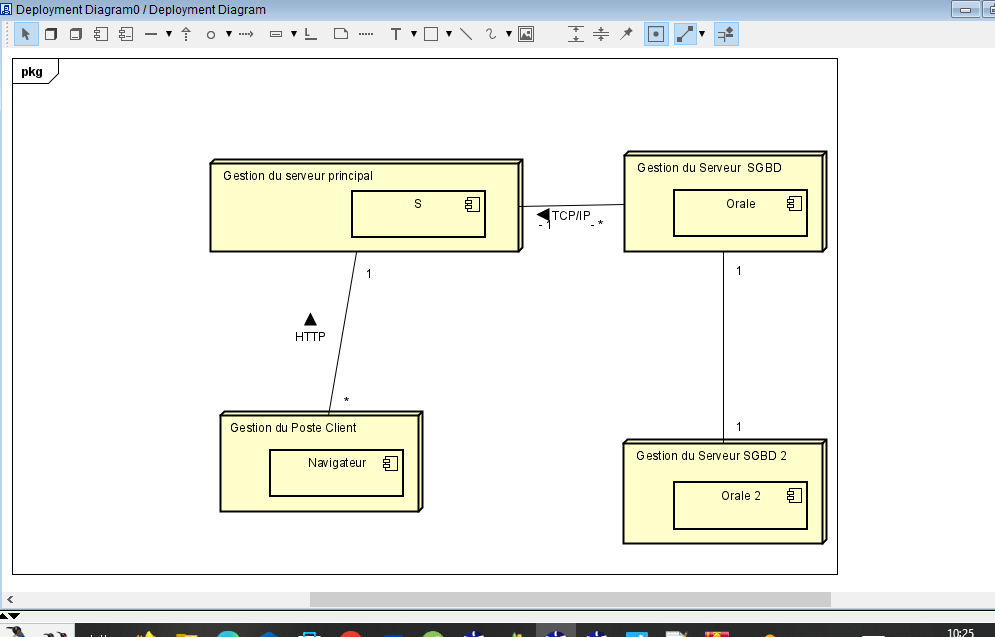 Deployment Diagram0 / Deployment Diagram
pkg
Gestion du serveur principal
S
Gestion du Serveur SGBD
Orale
TCP/IP
- 1
- *
1
1
HTTP
*
Gestion du Poste Client
Navigateur
1
Gestion du Serveur SGBD 2
Orale 2
10:25